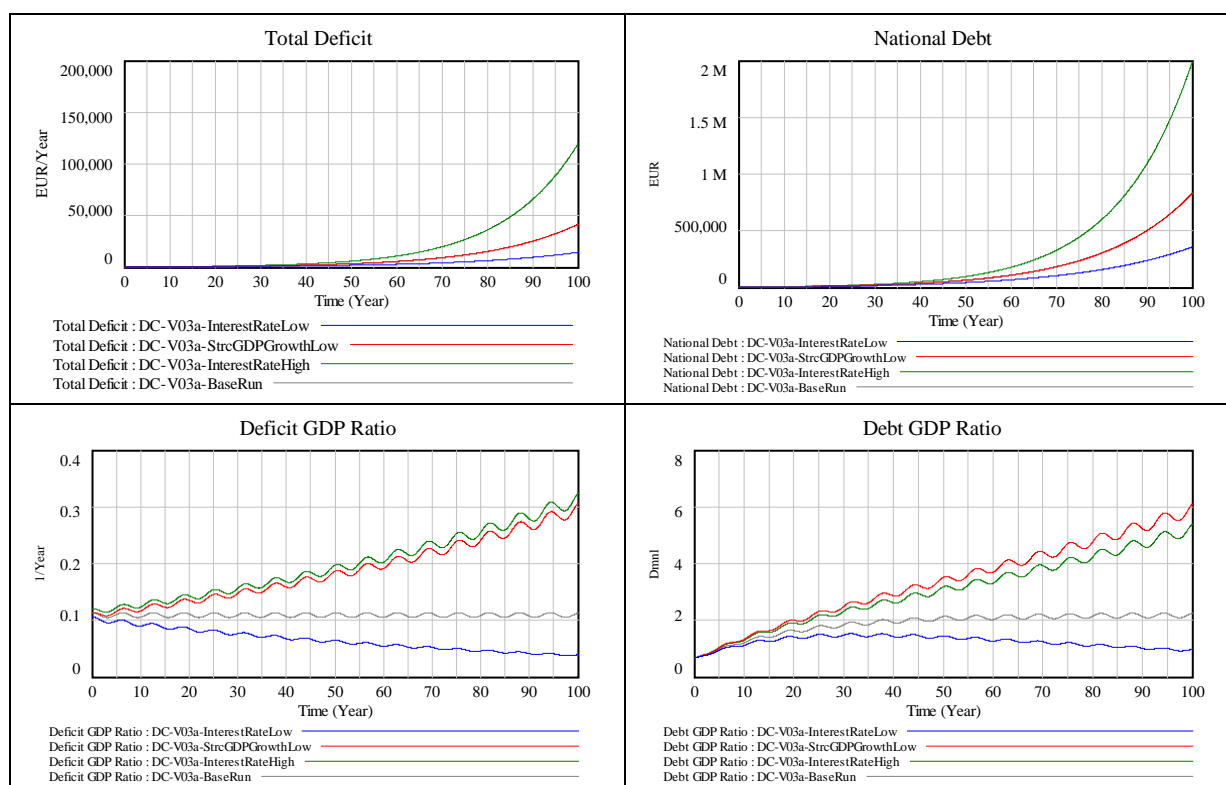 Total Deficit
200,000
150,000
100,000
50,000
0
EUR/Year
0 10 20 30 40 50 60 70 80 90 100
Time (Year)
Total Deficit : DC-V03a-InterestRateLow
Total Deficit : DC-V03a-StrcGDPGrowthLow
Total Deficit : DC-V03a-InterestRateHigh
Total Deficit : DC-V03a-BaseRun
National Debt
2 M
1.5 M
1 M
500,000
0
EUR
0 10 20 30 40 50 60 70 80 90 100
Time (Year)
National Debt : DC-V03a-InterestRateLow
National Debt : DC-V03a-StrcGDPGrowthLow
National Debt : DC-V03a-InterestRateHigh
National Debt : DC-V03a-BaseRun
Deficit GDP Ratio
0.4
0.3
0.2
0.1
0
1/Year
0 10 20 30 40 50 60 70 80 90 100
Time (Year)
Deficit GDP Ratio : DC-V03a-InterestRateLow
Deficit GDP Ratio : DC-V03a-StrcGDPGrowthLow
Deficit GDP Ratio : DC-V03a-InterestRateHigh
Deficit GDP Ratio : DC-V03a-BaseRun
Debt GDP Ratio
8
6
4
2
0
Dmnl
0 10 20 30 40 50 60 70 80 90 100
Time (Year)
Debt GDP Ratio : DC-V03a-InterestRateLow
Debt GDP Ratio : DC-V03a-StrcGDPGrowthLow
Debt GDP Ratio : DC-V03a-InterestRateHigh
Debt GDP Ratio : DC-V03a-BaseRun